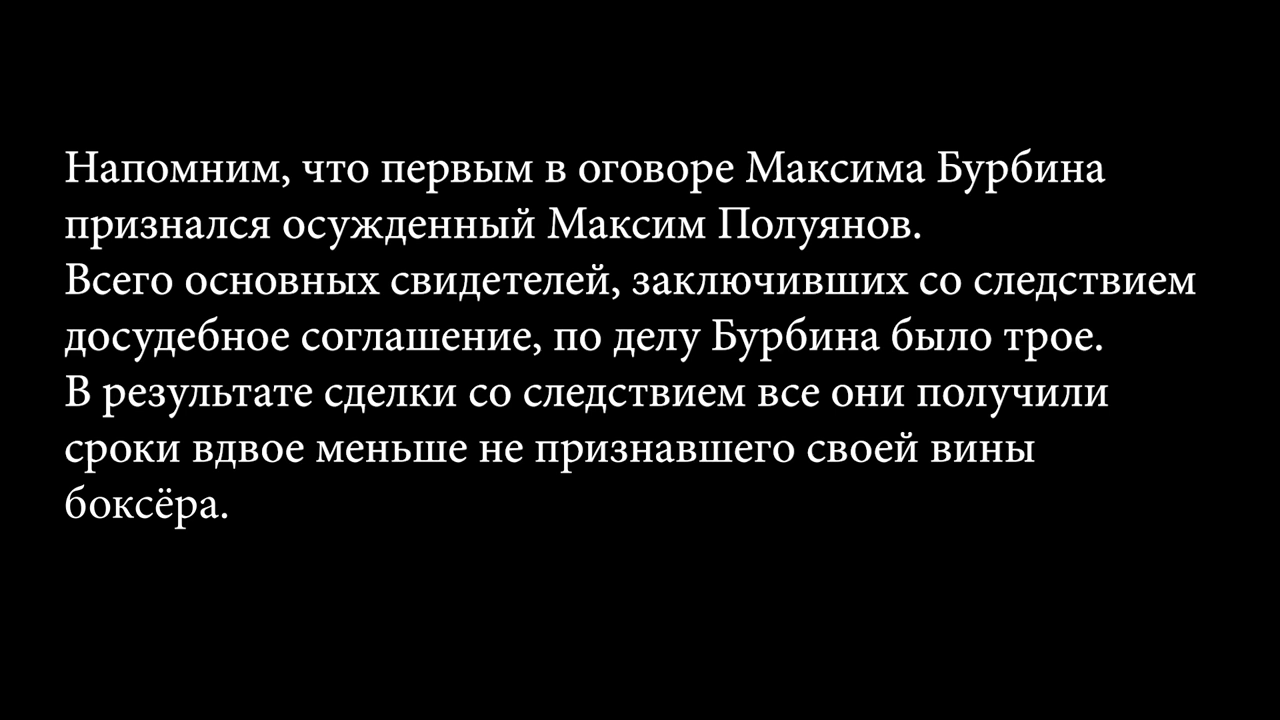 Напомним, что первым в оговоре Максима Бурбина
признался осужденный Максим Полуянов.
Всего основных свидетелей, заключивших со следствием
досудебное соглашение, по делу Бурбина было трое.
В результате сделки со следствием все они получили
сроки вдвое меньше не признавшего своей вины
боксёра.